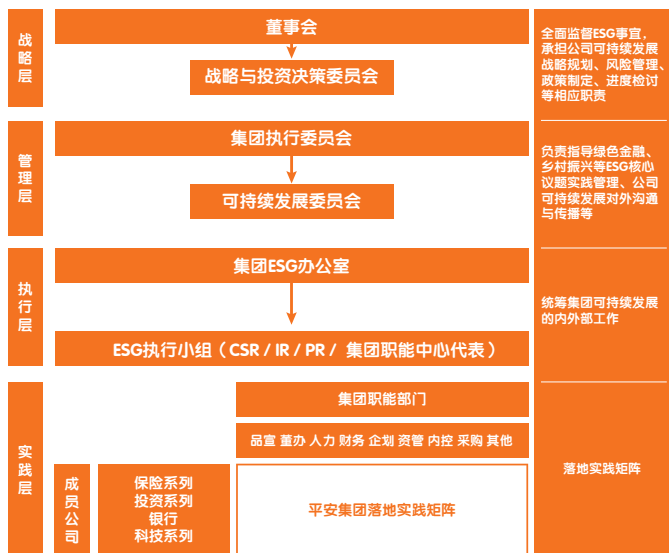 战略层
董事会
战略与投资决策委员会
全面监督ESG事宜，
承担公司可持续发展
战略规划、风险管理、
政策制定、进度检讨
等相应职责
管理层
集团执行委员会
可持续发展委员会
负责指导绿色金融、
乡村振兴等ESG核心
议题实践管理、公司
可持续发展对外沟通
与传播等
执行层
集团ESG办公室
ESG执行小组（CSR / IR / PR / 集团职能中心代表）
统筹集团可持续发展
的内外部工作
实践层
集团职能部门
品宣 董办 人力 财务 企划 资管 内控 采购 其他
成员公司
保险系列
投资系列
银行
科技系列
平安集团落地实践矩阵
落地实践矩阵